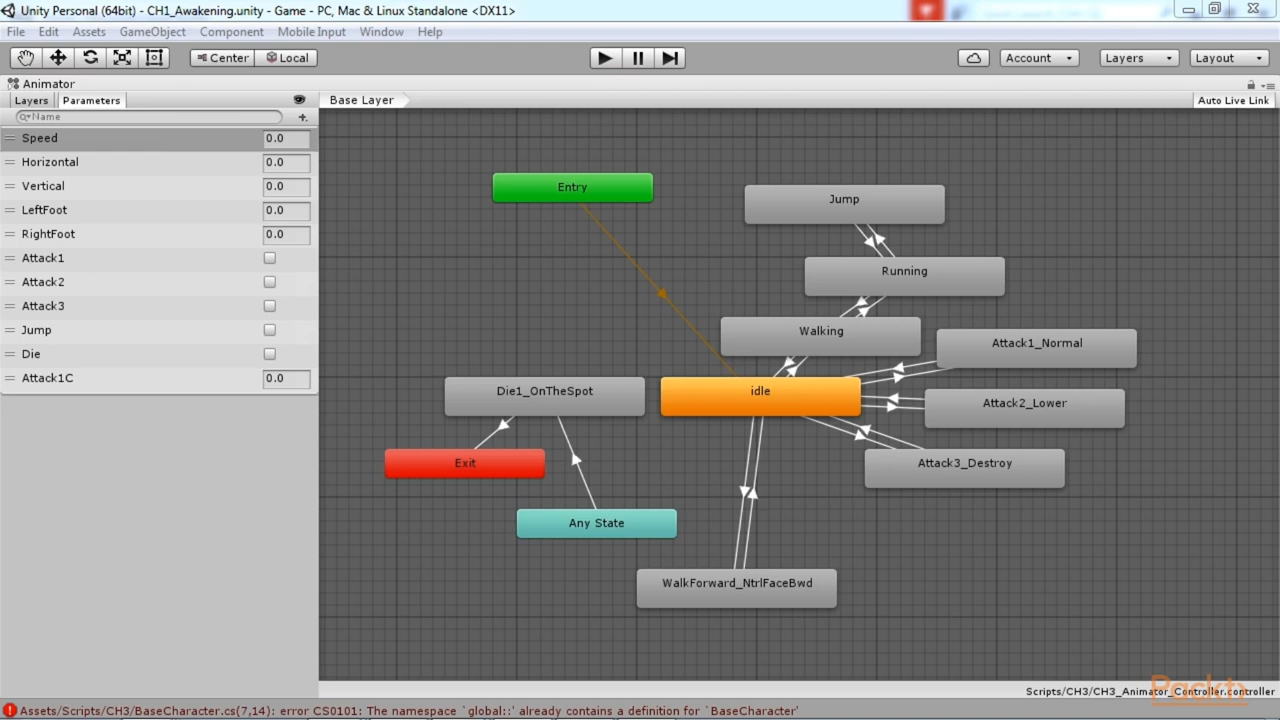 Unity Personal (64bit) - CH1_Awakening.unity - Game - PC, Mac & Linux Standalone <DX11>
File Edit Assets GameObject Component Mobile Input Window Help
Center Local Account Layers Layout
Animator
Layers Parameters Base Layer Auto Live Link
Name
Speed 0.0
Horizontal 0.0
Vertical 0.0
LeftFoot 0.0
RightFoot 0.0
Attack1
Attack2
Attack3
Jump
Die
Attack1C 0.0
Entry
Jump
Running
Walking
Attack1_Normal
Die1_OnTheSpot
idle
Attack2_Lower
Exit
Attack3_Destroy
Any State
WalkForward_NtrlFaceBwd
Packt
Scripts/CH3/CH3_Animator_Controller.controller
Assets/Scripts/CH3/BaseCharacter.cs(7,14): error CS0101: The namespace `global::' already contains a definition for `BaseCharacter'